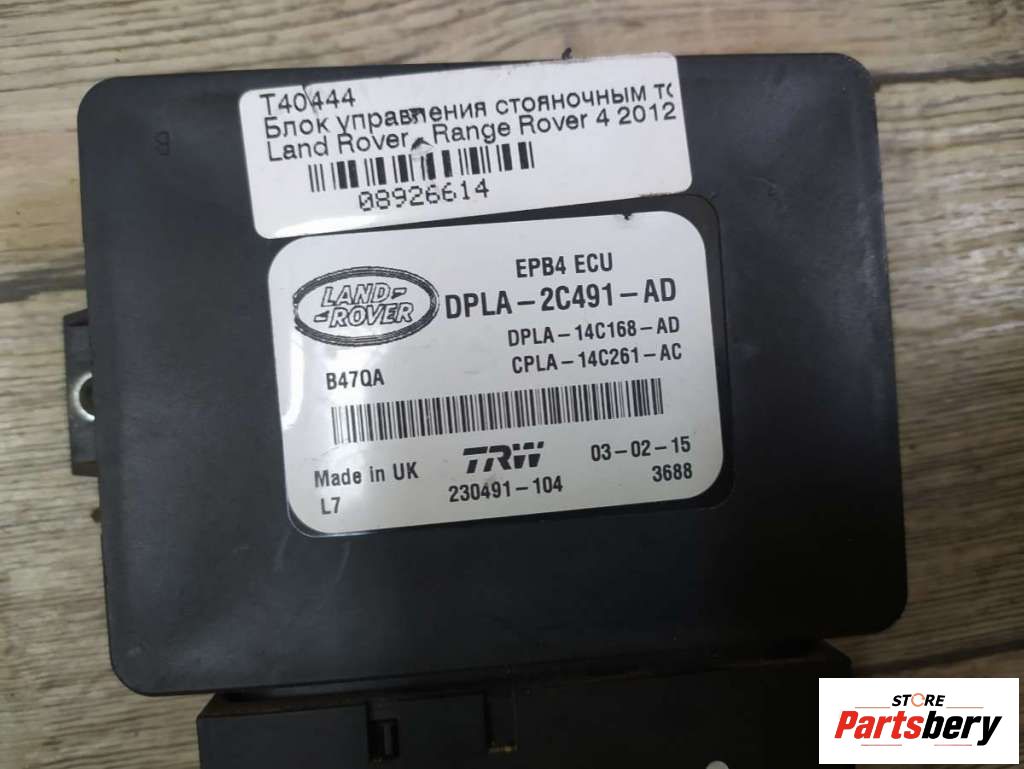 T40444
Блок управления стояночным то
Land Rover - Range Rover 4 2012
08926614
EPB4 ECU
LAND-
-ROVER
DPLA-2C491-AD
DPLA-14C168-AD
CPLA-14C261-AC
B47QA
Made in UK
TRW
03-02-15
L7
230491-104
3688
B
STORE
Partsbery